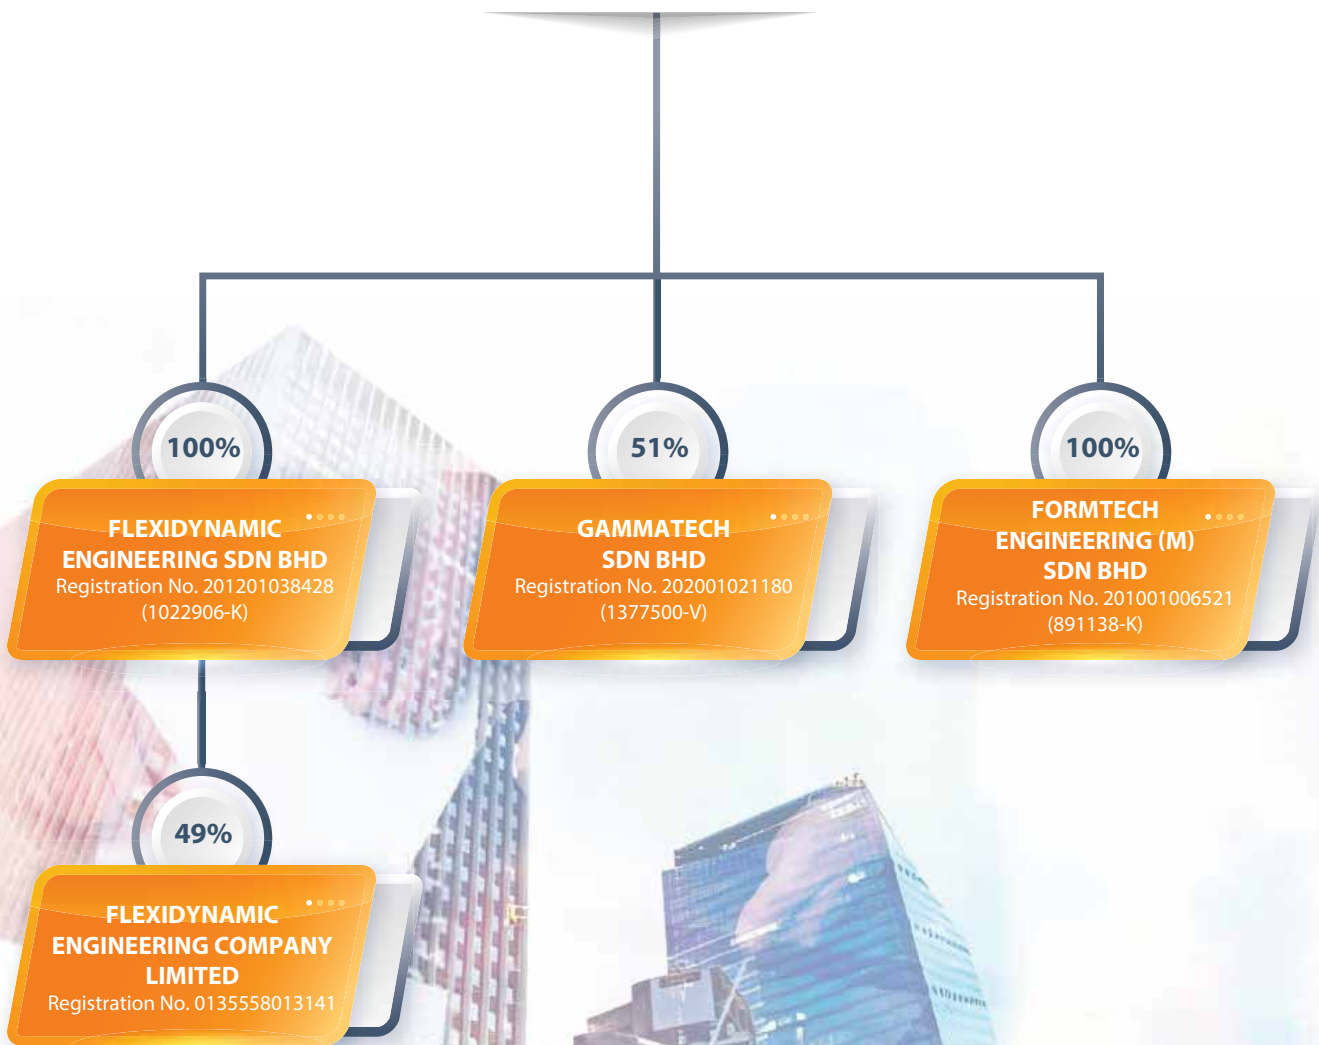 100%
FLEXIDYNAMIC
ENGINEERING SDN BHD
Registration No. 201201038428
(1022906-K)
51%
GAMMATECH
SDN BHD
Registration No. 202001021180
(1377500-V)
100%
FORMTECH
ENGINEERING (M)
SDN BHD
Registration No. 201001006521
(891138-K)
49%
FLEXIDYNAMIC
ENGINEERING COMPANY
LIMITED
Registration No. 0135558013141